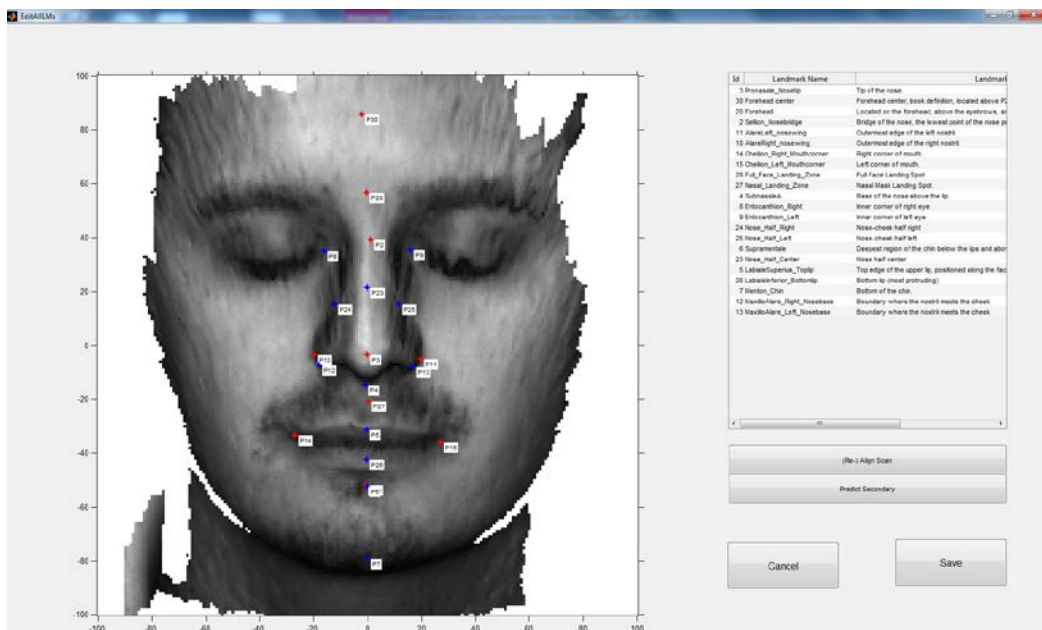 EditAllLMs
100
80
60
40
20
0
-20
-40
-60
-80
-100
-100
-80
-60
-40
-20
0
20
40
60
80
100
P30
P20
P2
P8
P9
P23
P24
P25
P3
P10
P11
P12
P13
P4
P27
P5
P14
P26
P7
Id Landmark Name Landmark
3 Pronasale_Nosetip Tip of the nose
30 Forehead center Forehead center, book definition, located above P2
20 Forehead Located on the forehead, above the eyebrows, a
2 Sellion_Nosebridge Bridge of the nose, the lowest point of the nose p
11 AlareLeft_nosewing Outermost edge of the left nostril
10 AlareRight_nosewing Outermost edge of the right nostril
14 Cheilion_Right_Mouthcorner Right corner of mouth
15 Cheilion_Left_Mouthcorner Left corner of mouth.
28 Full_Face_Landing_Zone Full Face Landing Spot
27 Nasal_Landing_Zone Nasal Mask Landing Spot
4 SubnasaleA Base of the nose above the lip.
8 Entocanthion_Right Inner corner of right eye
9 Entocanthion_Left Inner corner of left eye
24 Nose_Half_Right Nose-cheek half right
25 Nose_Half_Left Nose-cheek half left
6 Supramentale Deepest region of the chin below the lips and abov
23 Nose_Half_Center Nose half center
5 LabialeSuperius_Toplip Top edge of the upper lip, positioned along the fac
26 LabialeInferior_Bottomlip Bottom lip (most protruding)
7 Menton_Chin Bottom of the chin.
12 MaxilloAlare_Right_Nosebase Boundary where the nostril meets the cheek
13 MaxilloAlare_Left_Nosebase Boundary where the nostril meets the cheek
(Re-) Align Scan
Predict Secondary
Cancel
Save